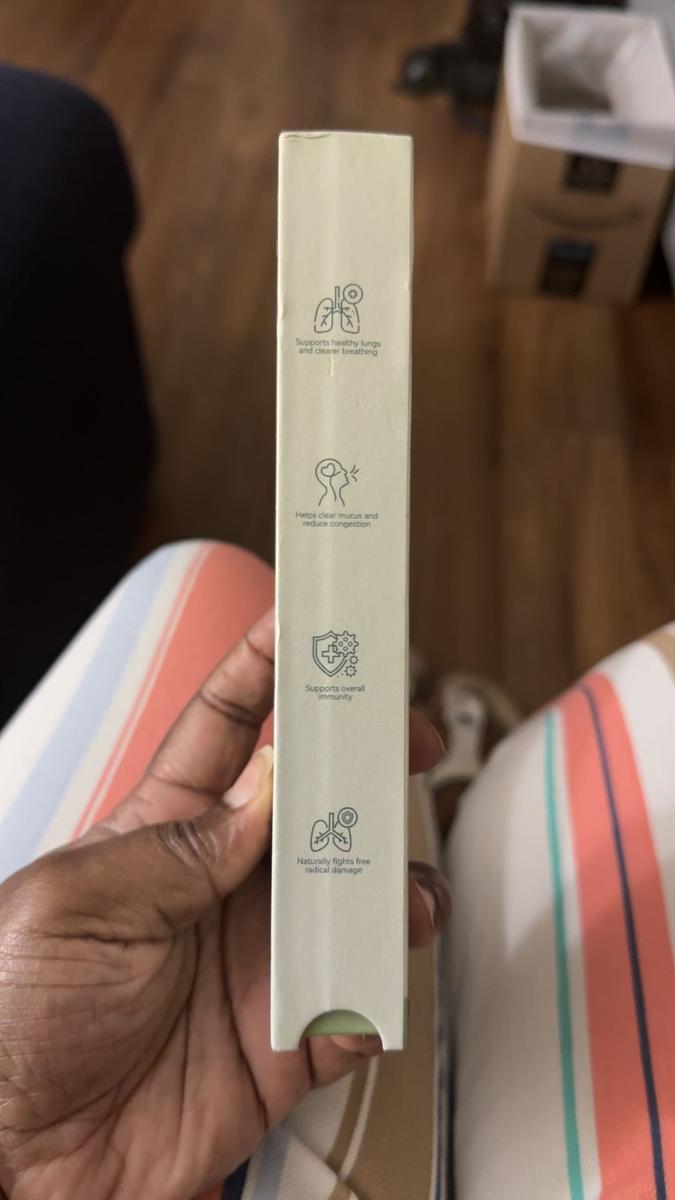 Supports healthy lungs
and clearer breathing
Helps clear mucus and
reduce congestion
Supports overall
immunity
Naturally fights free
radical damage